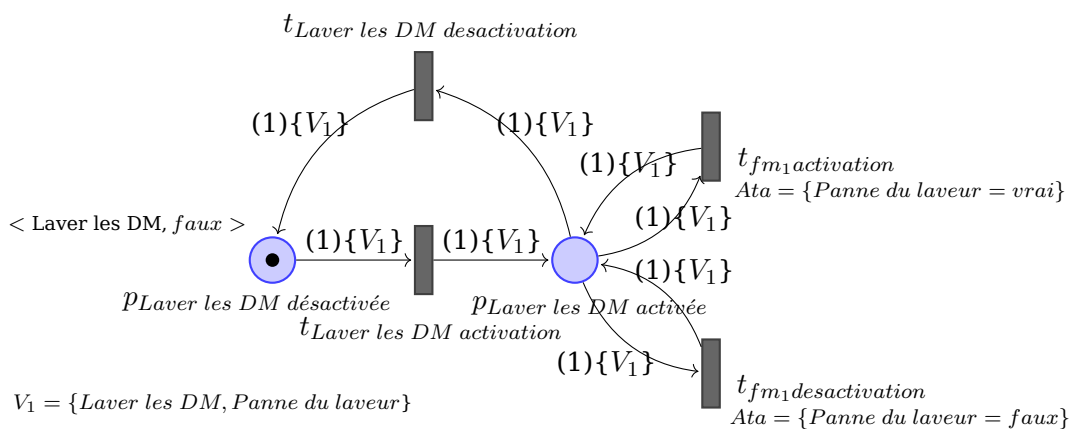 t_{Laver les DM desactivation}
(1){V_1}
(1){V_1}
(1){V_1}
t_{fm_1 activation}
Ata = {Panne du laveur = vrai}
< Laver les DM, faux >
(1){V_1}
(1){V_1}
(1){V_1}
(1){V_1}
p_{Laver les DM désactivée}
p_{Laver les DM activée}
t_{Laver les DM activation}
(1){V_1}
t_{fm_1 desactivation}
Ata = {Panne du laveur = faux}
V_1 = {Laver les DM, Panne du laveur}